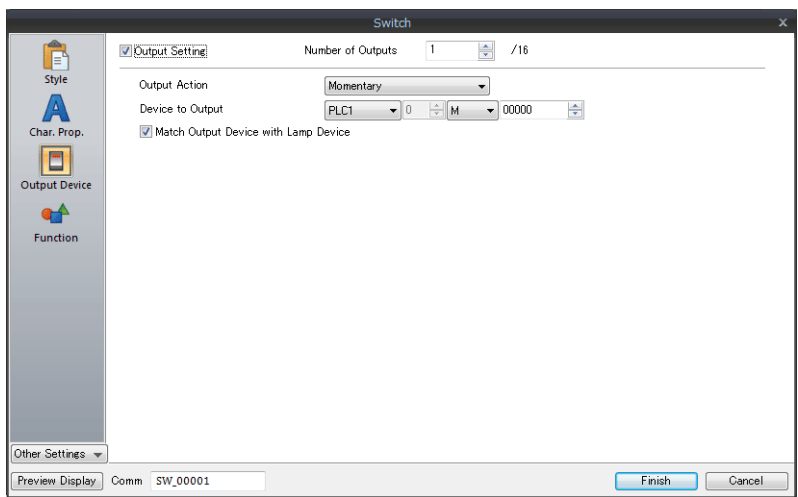 Switch x
Style
Char. Prop.
Output Device
Function
Other Settings
Output Setting Number of Outputs 1 /16
Output Action Momentary
Device to Output PLC1 0 M 00000
Match Output Device with Lamp Device
Preview Display Comm SW_00001 Finish Cancel